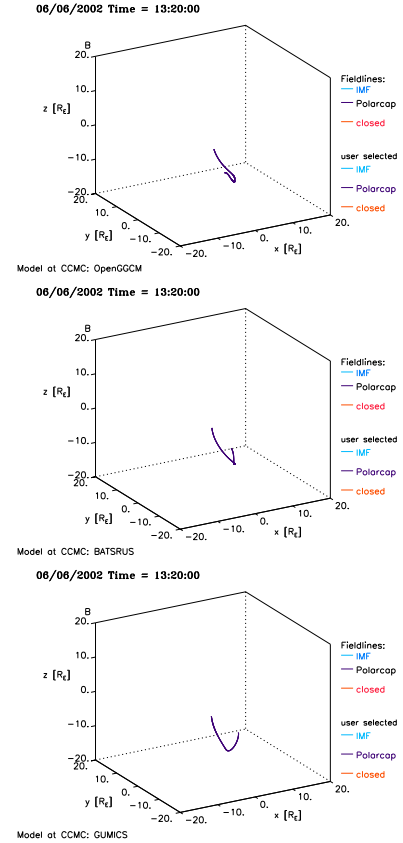 06/06/2002 Time = 13:20:00
B
20.
10.
z [RE]
0.
-10.
-20.
20.
10.
0.
y [RE]
-10.
-20.
-20.
-10.
0.
x [RE]
10.
20.
Fieldlines:
IMF
Polarcap
closed
user selected
IMF
Polarcap
closed
Model at CCMC: OpenGGCM
06/06/2002 Time = 13:20:00
B
20.
10.
z [RE]
0.
-10.
-20.
20.
10.
0.
y [RE]
-10.
-20.
-20.
-10.
0.
x [RE]
10.
20.
Fieldlines:
IMF
Polarcap
closed
user selected
IMF
Polarcap
closed
Model at CCMC: BATSRUS
06/06/2002 Time = 13:20:00
B
20.
10.
z [RE]
0.
-10.
-20.
20.
10.
0.
y [RE]
-10.
-20.
-20.
-10.
0.
x [RE]
10.
20.
Fieldlines:
IMF
Polarcap
closed
user selected
IMF
Polarcap
closed
Model at CCMC: GUMICS